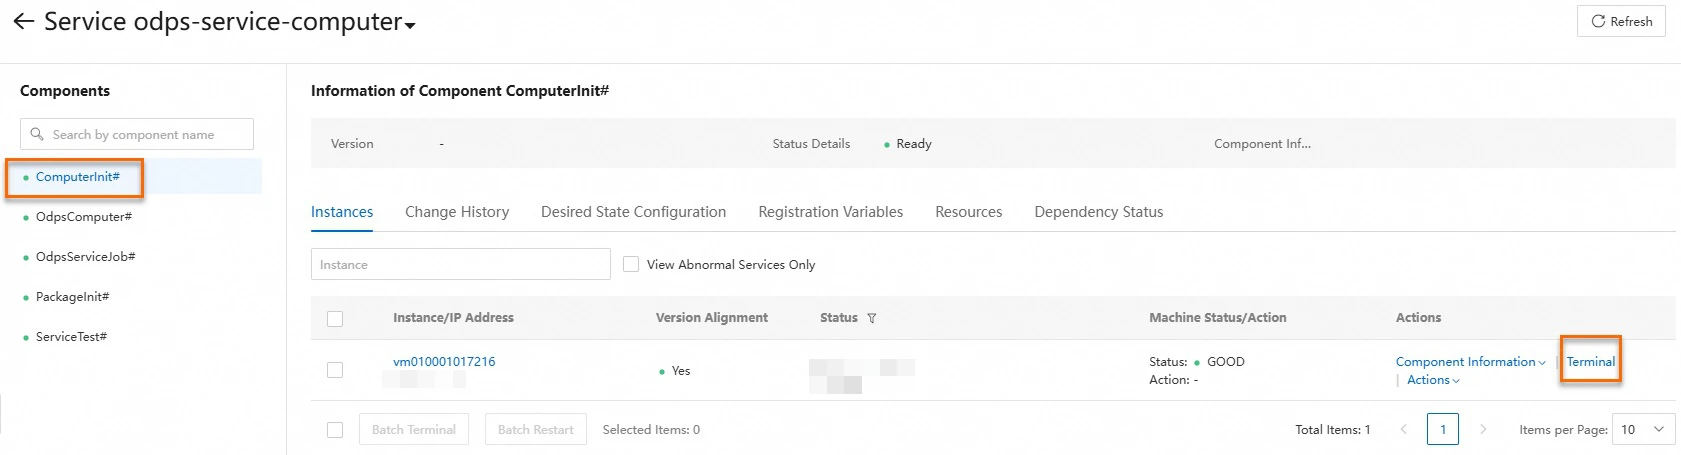 Service odps-service-computer
Refresh
Components
Search by component name
ComputerInit#
OdpsComputer#
OdpsServiceJob#
PackageInit#
ServiceTest#
Information of Component ComputerInit#
Version - Status Details Ready Component Inf...
Instances Change History Desired State Configuration Registration Variables Resources Dependency Status
Instance View Abnormal Services Only
Instance/IP Address Version Alignment Status Machine Status/Action Actions
vm010001017216 Yes Status: GOOD Component Information | Terminal
Action: - | Actions
Batch Terminal Batch Restart Selected Items: 0 Total Items: 1 < 1 > Items per Page: 10